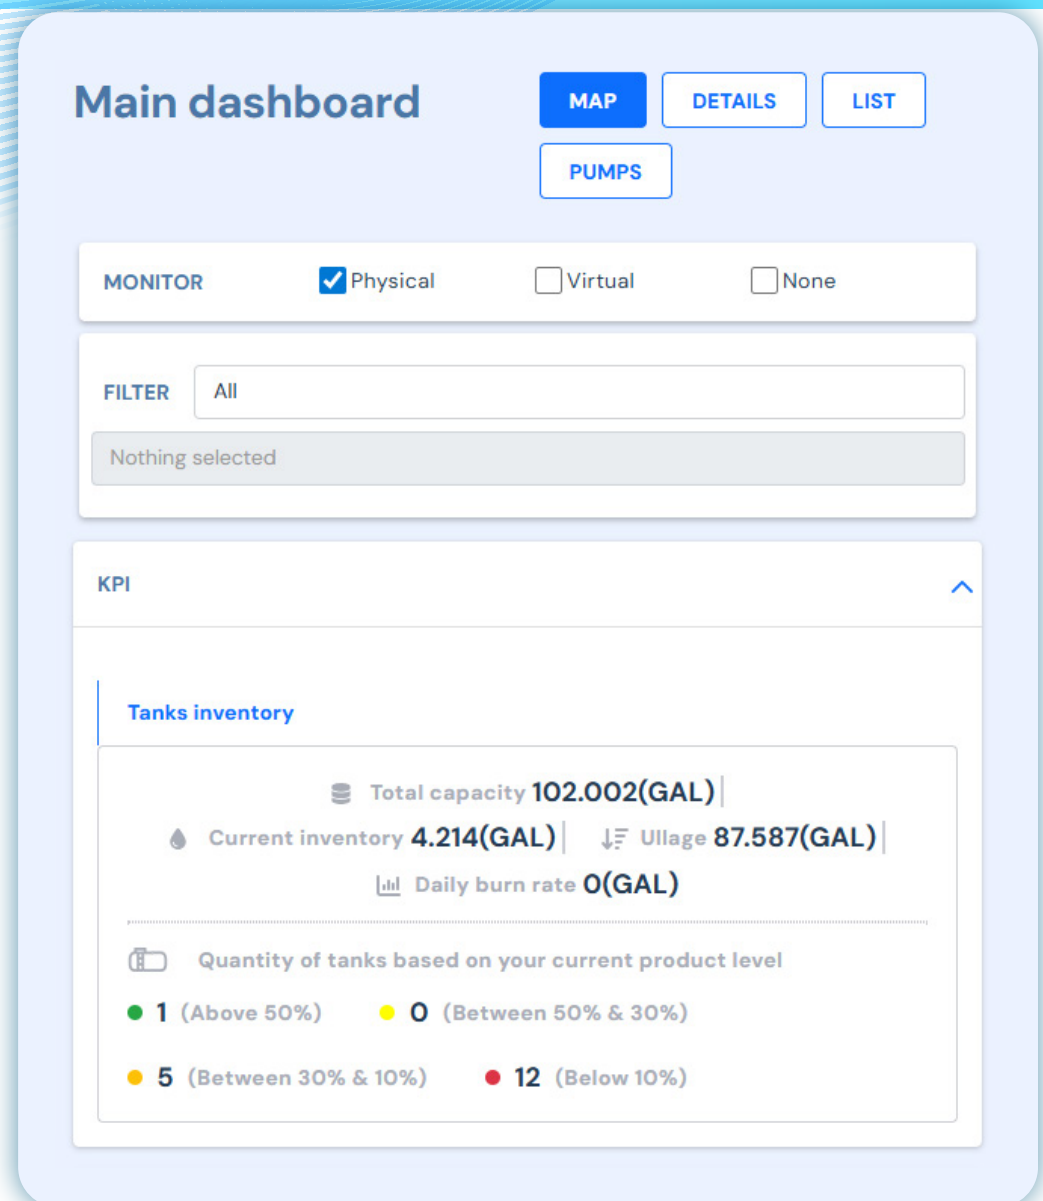 Main dashboard
MAP
DETAILS
LIST
PUMPS
MONITOR
Physical
Virtual
None
FILTER
All
Nothing selected
KPI
Tanks inventory
Total capacity 102.002(GAL)
Current inventory 4.214(GAL)
Ullage 87.587(GAL)
Daily burn rate 0(GAL)
Quantity of tanks based on your current product level
1 (Above 50%)
0 (Between 50% & 30%)
5 (Between 30% & 10%)
12 (Below 10%)